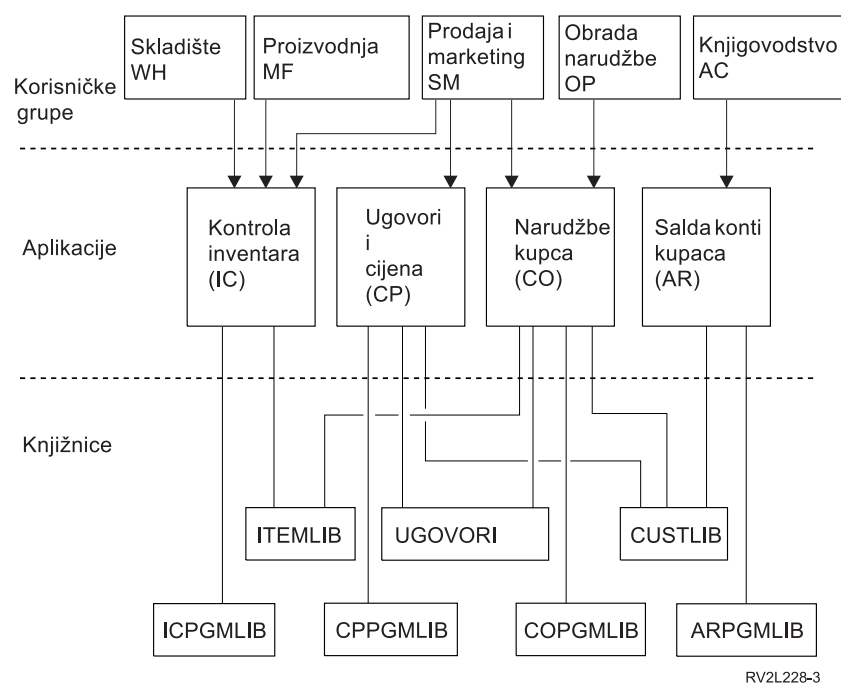 Korisničke
grupe
Skladište
WH
Proizvodnja
MF
Prodaja i
marketing
SM
Obrada
narudžbe
OP
Knjigovodstvo
AC
Aplikacije
Kontrola
inventara
(IC)
Ugovori
i
cijena
(CP)
Narudžbe
kupca
(CO)
Salda konti
kupaca
(AR)
Knjižnice
ITEMLIB
UGOVORI
CUSTLIB
ICPGMLIB
CPPGMLIB
COPGMLIB
ARPGMLIB
RV2L228-3